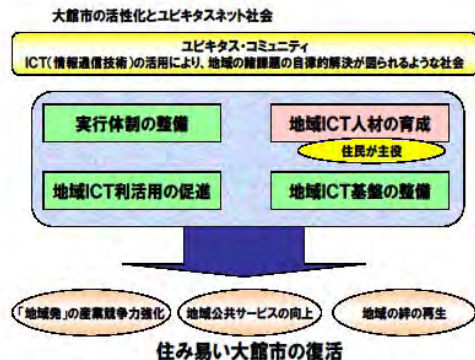 大館市の活性化とユビキタスネット社会
ユビキタス・コミュニティ
ICT(情報通信技術)の活用により、地域の諸課題の自律的解決が図られるような社会
実行体制の整備
地域ICT人材の育成
住民が主役
地域ICT利活用の促進
地域ICT基盤の整備
「地域発」の産業競争力強化
地域公共サービスの向上
地域の絆の再生
住み易い大館市の復活